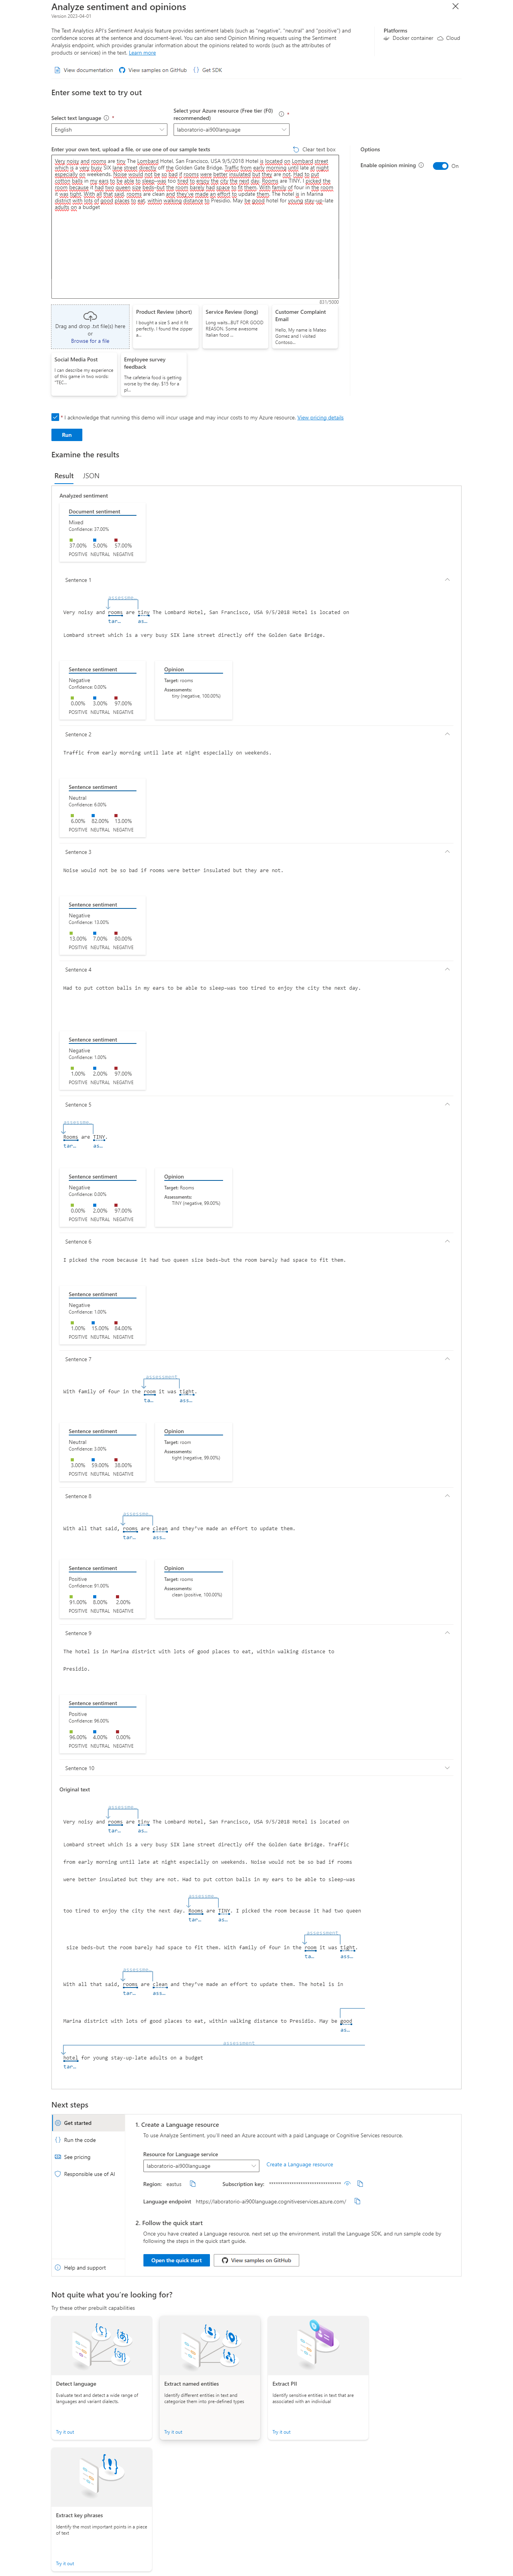 Analyze sentiment and opinions
Version 2023-04-01
The Text Analytics API's Sentiment Analysis feature provides sentiment labels (such as "negative", "neutral" and "positive") and
confidence scores at the sentence and document-level. You can also send Opinion Mining requests using the Sentiment
Analysis endpoint, which provides granular information about the opinions related to words (such as the attributes of
products or services) in the text. Learn more
Platforms
Docker container Cloud
View documentation View samples on GitHub Get SDK
Enter some text to try out
Select text language *
Select your Azure resource (Free tier (F0)
recommended) *
English
laboratorio-ai900language
Enter your own text, upload a file, or use one of our sample texts
Clear text box
Options
Enable opinion mining On
Very noisy and rooms are tiny The Lombard Hotel, San Francisco, USA 9/5/2018 Hotel is located on Lombard street
which is a very busy SIX lane street directly off the Golden Gate Bridge. Traffic from early morning until late at night
especially on weekends. Noise would not be so bad if rooms were better insulated but they are not. Had to put
cotton balls in my ears to be able to sleep-was too tired to enjoy the city the next day. Rooms are TINY. I picked the
room because it had two queen size beds-but the room barely had space to fit them. With family of four in the room
it was tight. With all that said, rooms are clean and they've made an effort to update them. The hotel is in Marina
district with lots of good places to eat, within walking distance to Presidio. May be good hotel for young stay-up-late
adults on a budget
831/5000
Drag and drop .txt file(s) here
or
Browse for a file
Product Review (short)
I bought a size S and it fit
perfectly. I found the zipper
a...
Service Review (long)
Long waits...BUT FOR GOOD
REASON. Some awesome
Italian food ...
Customer Complaint
Email
Hello, My name is Mateo
Gomez and I visited
Contoso...
Social Media Post
I can describe my experience
of this game in two words:
"TEC...
Employee survey
feedback
The cafeteria food is getting
worse by the day. $15 for a
pl...
* I acknowledge that running this demo will incur usage and may incur costs to my Azure resource. View pricing details
Run
Examine the results
Result JSON
Analyzed sentiment
Document sentiment
Mixed
Confidence: 37.00%
37.00% 5.00% 57.00%
POSITIVE NEUTRAL NEGATIVE
Sentence 1
assessme...
Very noisy and rooms are tiny The Lombard Hotel, San Francisco, USA 9/5/2018 Hotel is located on
tar... as...
Lombard street which is a very busy SIX lane street directly off the Golden Gate Bridge.
Sentence sentiment
Negative
Confidence: 0.00%
0.00% 3.00% 97.00%
POSITIVE NEUTRAL NEGATIVE
Opinion
Target: rooms
Assessments:
tiny (negative, 100.00%)
Sentence 2
Traffic from early morning until late at night especially on weekends.
Sentence sentiment
Neutral
Confidence: 6.00%
6.00% 82.00% 13.00%
POSITIVE NEUTRAL NEGATIVE
Sentence 3
Noise would not be so bad if rooms were better insulated but they are not.
Sentence sentiment
Negative
Confidence: 13.00%
13.00% 7.00% 80.00%
POSITIVE NEUTRAL NEGATIVE
Sentence 4
Had to put cotton balls in my ears to be able to sleep-was too tired to enjoy the city the next day.
Sentence sentiment
Negative
Confidence: 1.00%
1.00% 2.00% 97.00%
POSITIVE NEUTRAL NEGATIVE
Sentence 5
assessme...
Rooms are TINY.
tar... as...
Sentence sentiment
Negative
Confidence: 0.00%
0.00% 2.00% 97.00%
POSITIVE NEUTRAL NEGATIVE
Opinion
Target: Rooms
Assessments:
TINY (negative, 99.00%)
Sentence 6
I picked the room because it had two queen size beds-but the room barely had space to fit them.
Sentence sentiment
Negative
Confidence: 1.00%
1.00% 15.00% 84.00%
POSITIVE NEUTRAL NEGATIVE
Sentence 7
assessment
With family of four in the room it was tight.
ta... ass...
Sentence sentiment
Neutral
Confidence: 3.00%
3.00% 59.00% 38.00%
POSITIVE NEUTRAL NEGATIVE
Opinion
Target: room
Assessments:
tight (negative, 99.00%)
Sentence 8
assessme...
With all that said, rooms are clean and they've made an effort to update them.
tar... ass...
Sentence sentiment
Positive
Confidence: 91.00%
91.00% 8.00% 2.00%
POSITIVE NEUTRAL NEGATIVE
Opinion
Target: rooms
Assessments:
clean (positive, 100.00%)
Sentence 9
The hotel is in Marina district with lots of good places to eat, within walking distance to
Presidio.
Sentence sentiment
Positive
Confidence: 96.00%
96.00% 4.00% 0.00%
POSITIVE NEUTRAL NEGATIVE
Sentence 10
Original text
assessme...
Very noisy and rooms are tiny The Lombard Hotel, San Francisco, USA 9/5/2018 Hotel is located on
tar... as...
Lombard street which is a very busy SIX lane street directly off the Golden Gate Bridge. Traffic
from early morning until late at night especially on weekends. Noise would not be so bad if rooms
were better insulated but they are not. Had to put cotton balls in my ears to be able to sleep-was
assessme...
too tired to enjoy the city the next day. Rooms are TINY. I picked the room because it had two queen
tar... as...
assessment
size beds-but the room barely had space to fit them. With family of four in the room it was tight.
ta... ass...
assessme...
With all that said, rooms are clean and they've made an effort to update them. The hotel is in
tar... ass...
Marina district with lots of good places to eat, within walking distance to Presidio. May be good
as...
assessment
hotel for young stay-up-late adults on a budget
tar...
Next steps
Get started
Run the code
See pricing
Responsible use of AI
Help and support
1. Create a Language resource
To use Analyze Sentiment, you'll need an Azure account with a paid Language or Cognitive Services resource.
Resource for Language service
laboratorio-ai900language
Create a Language resource
Region: eastus Subscription key: ********************************
Language endpoint https://laboratorio-ai900language.cognitiveservices.azure.com/
2. Follow the quick start
Once you have created a Language resource, next set up the environment, install the Language SDK, and run sample code by
following the steps in the quick start guide.
Open the quick start View samples on GitHub
Not quite what you're looking for?
Try these other prebuilt capabilities
Detect language
Evaluate text and detect a wide range
of languages and variant dialects.
Try it out
Extract named entities
Identify different entities in text and
categorize them into pre-defined types
Try it out
Extract PII
Identify sensitive entities in text that are
associated with an individual
Try it out
Extract key phrases
Identify the most important points in a piece
of text
Try it out